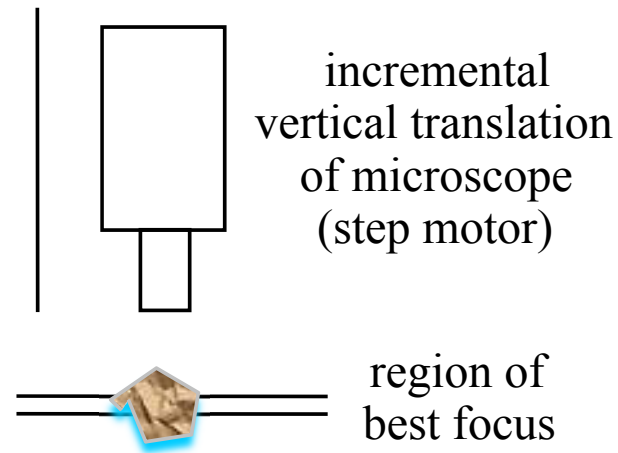 incremental
vertical translation
of microscope
(step motor)
region of
best focus